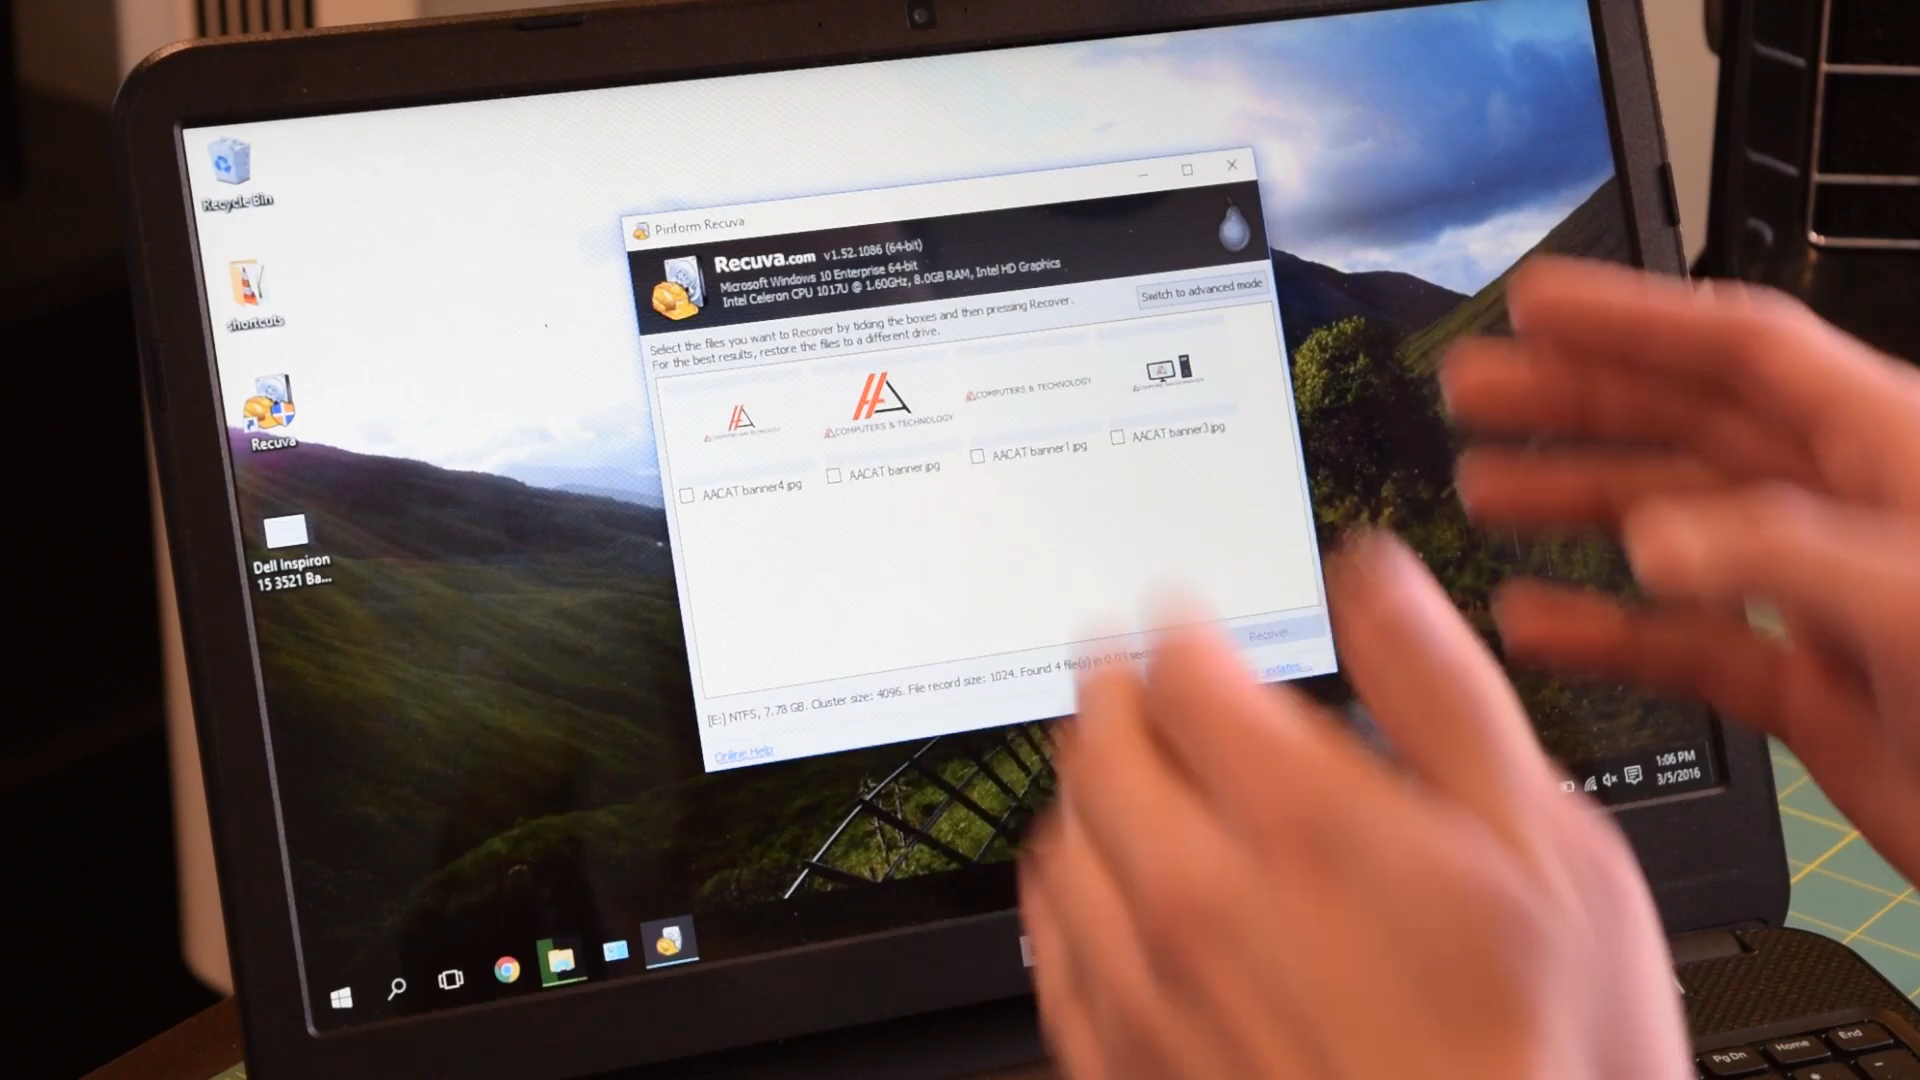 Recycle Bin
shortcuts
Recuva
Dell Inspiron
15 3521 Ba...
Piriform Recuva
Recuva.com v1.52.1086 (64-bit)
Microsoft Windows 10 Enterprise 64-bit
Intel Celeron CPU 1017U @ 1.60GHz, 8.0GB RAM, Intel HD Graphics
Select the files you want to Recover by ticking the boxes and then pressing Recover.
For the best results, restore the files to a different drive.
Switch to advanced mode
COMPUTERS & TECHNOLOGY
COMPUTERS & TECHNOLOGY
AACAT banner4.jpg
AACAT banner.jpg
AACAT banner1.jpg
AACAT banner3.jpg
Recover...
[E:] NTFS, 7.78 GB. Cluster size: 4096. File record size: 1024. Found 4 file(s) in 0.03
Online Help
updates...
1:06 PM
3/5/2016
PgDn
Home
End